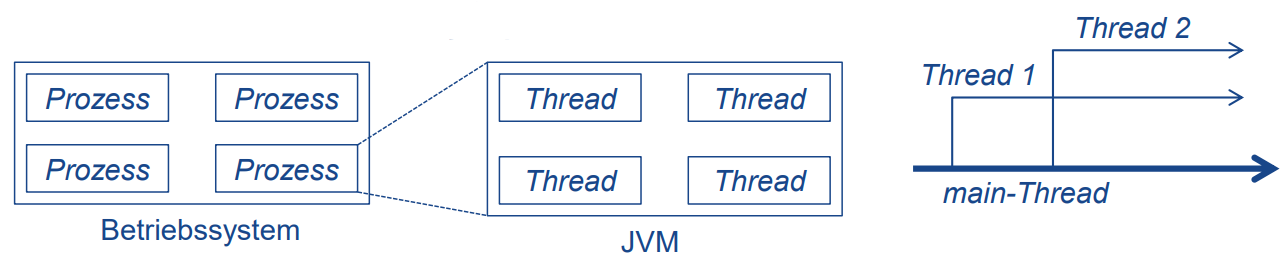 Prozess
Prozess
Prozess
Prozess
Betriebssystem
Thread
Thread
Thread
Thread
JVM
Thread 2
Thread 1
main-Thread